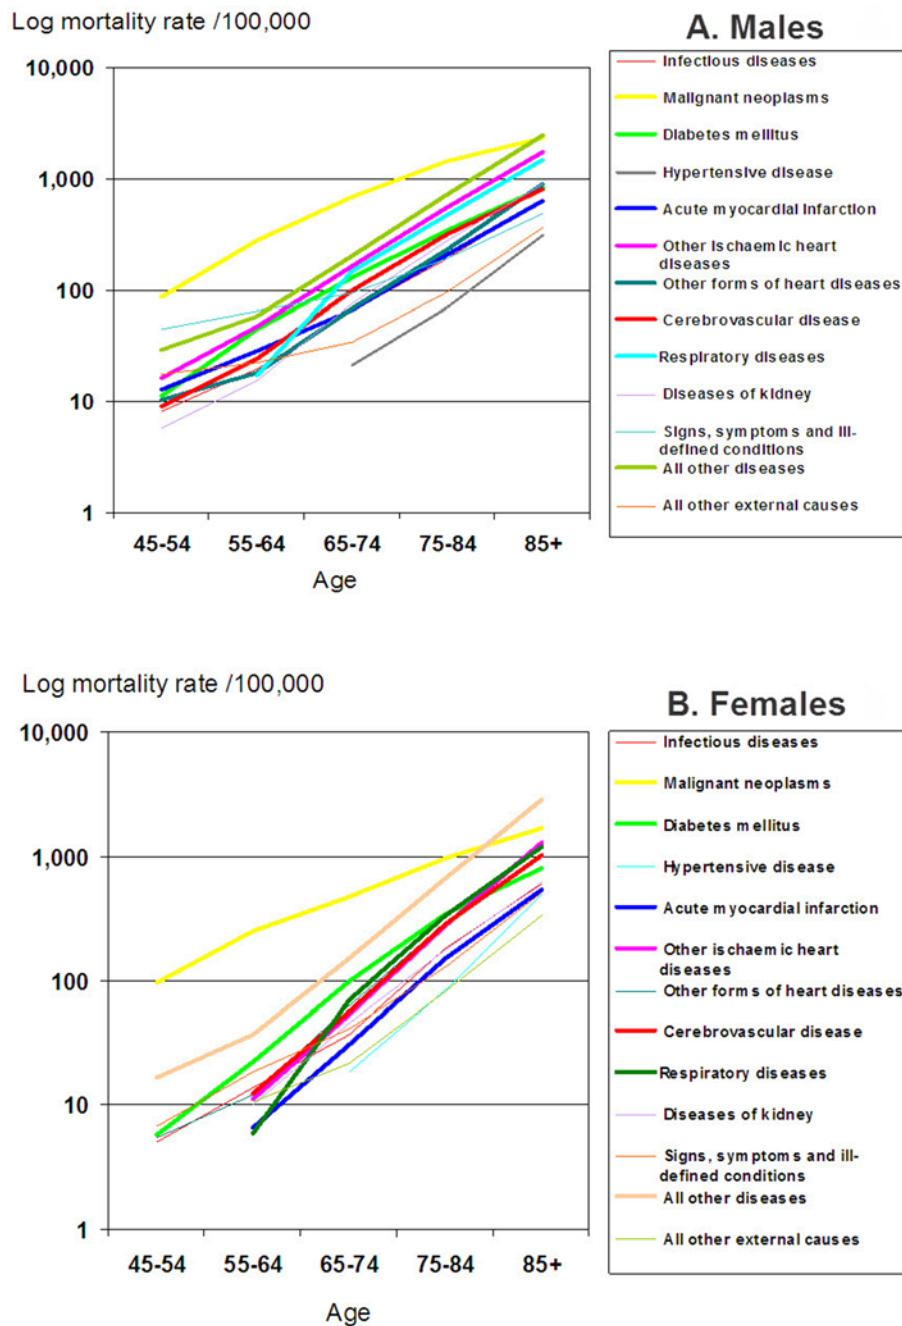 Log mortality rate /100,000
A. Males
10,000
1,000
100
10
1
45-54 55-64 65-74 75-84 85+
Age
Infectious diseases
Malignant neoplasms
Diabetes mellitus
Hypertensive disease
Acute myocardial infarction
Other ischaemic heart
diseases
Other forms of heart diseases
Cerebrovascular disease
Respiratory diseases
Diseases of kidney
Signs, symptoms and ill-
defined conditions
All other diseases
All other external causes
Log mortality rate /100,000
B. Females
10,000
1,000
100
10
1
45-54 55-64 65-74 75-84 85+
Age
Infectious diseases
Malignant neoplasms
Diabetes mellitus
Hypertensive disease
Acute myocardial infarction
Other ischaemic heart
diseases
Other forms of heart diseases
Cerebrovascular disease
Respiratory diseases
Diseases of kidney
Signs, symptoms and ill-
defined conditions
All other diseases
All other external causes